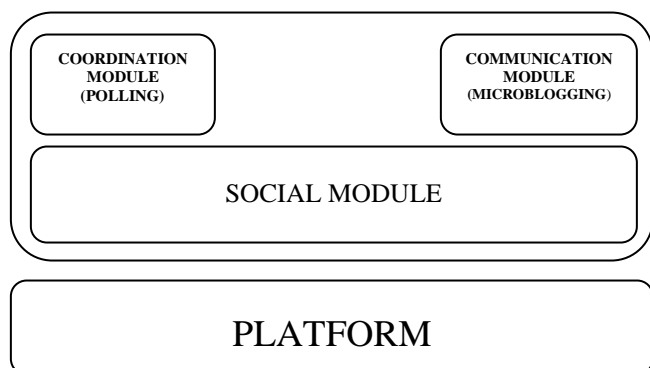 COORDINATION
MODULE
(POLLING)
COMMUNICATION
MODULE
(MICROBLOGGING)
SOCIAL MODULE
PLATFORM